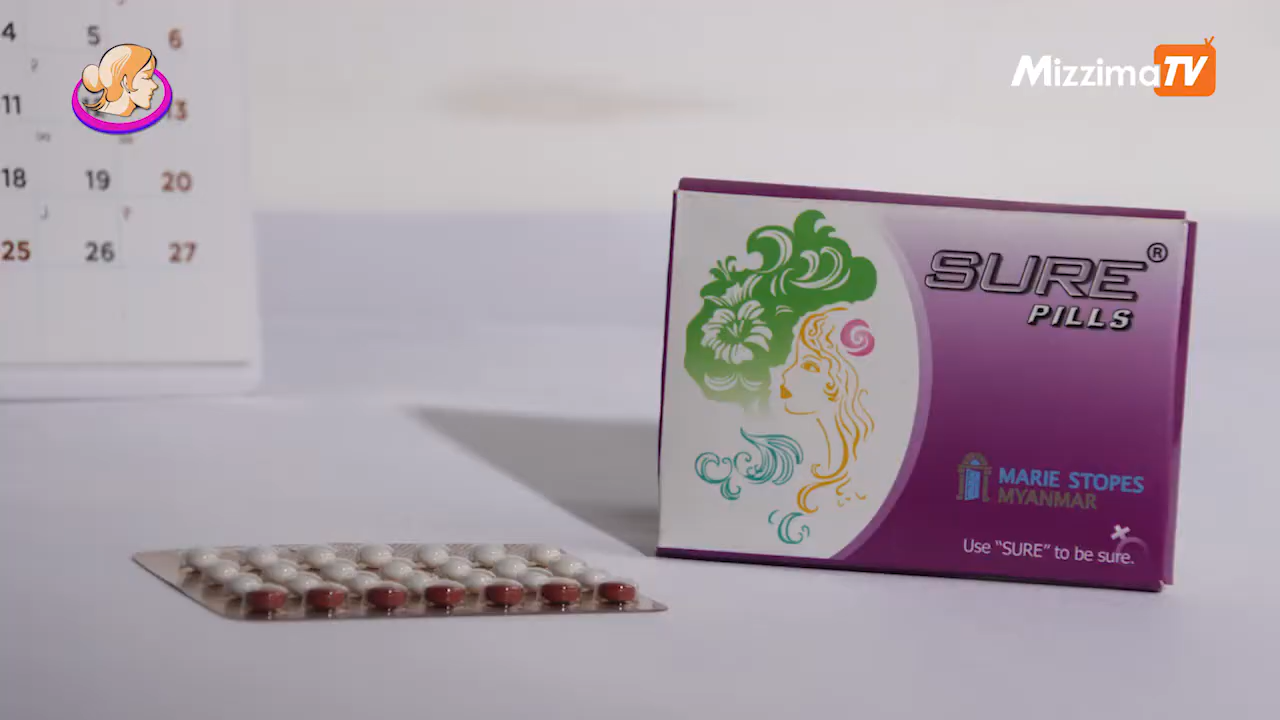 4 5 6
11 13
18 19 20
25 26 27
MizzimaTV
SURE®
PILLS
MARIE STOPES
MYANMAR
Use "SURE" to be sure.